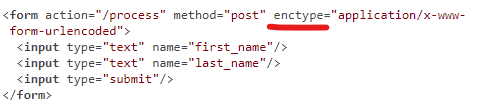 <form action="/process" method="post" enctype="application/x-www-
form-urlencoded">
<input type="text" name="first_name"/>
<input type="text" name="last_name"/>
<input type="submit"/>
</form>